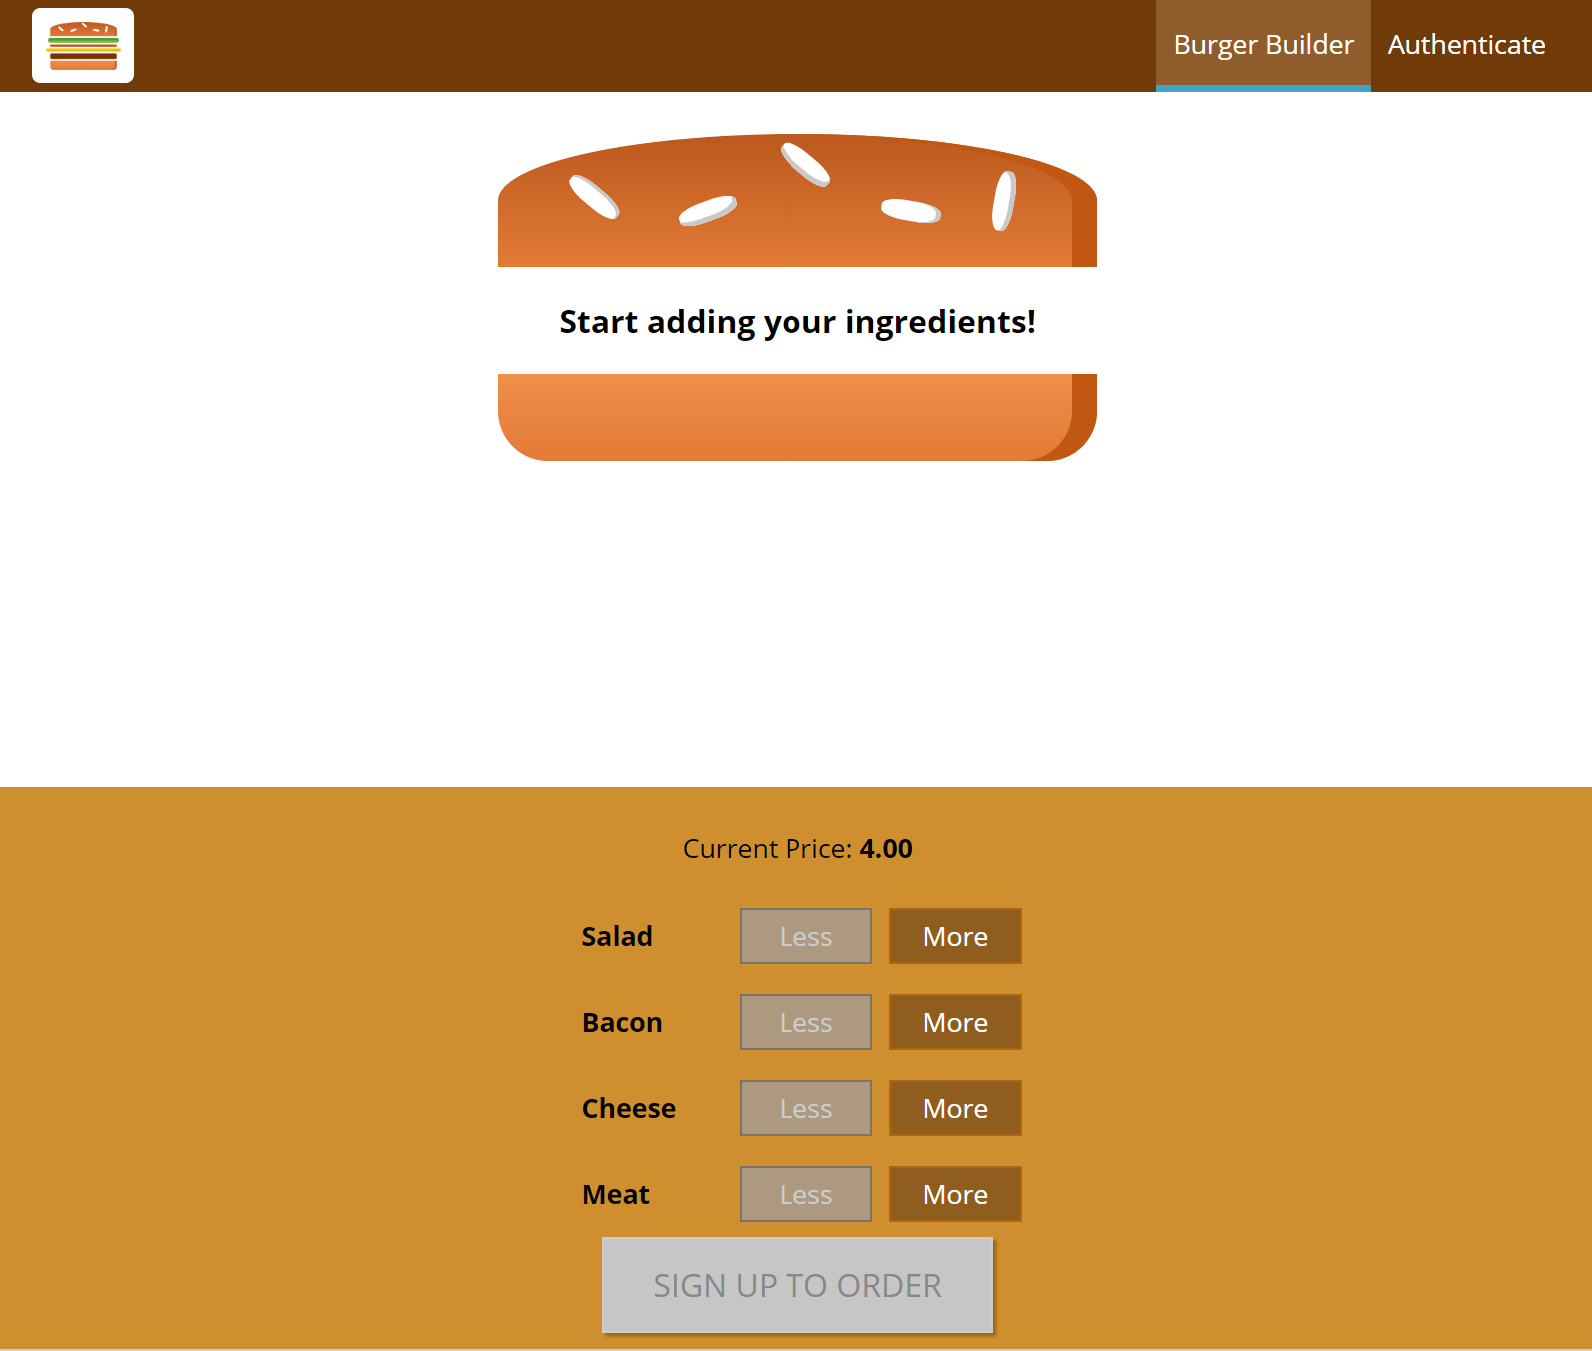 Burger Builder Authenticate
Start adding your ingredients!
Current Price: 4.00
Salad Less More
Bacon Less More
Cheese Less More
Meat Less More
SIGN UP TO ORDER